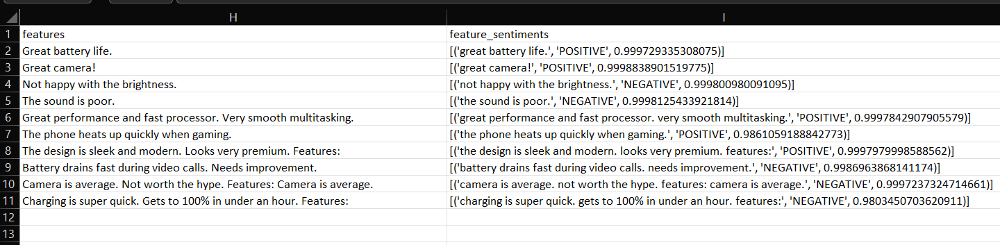 H I
1 features feature_sentiments
2 Great battery life. [('great battery life.', 'POSITIVE', 0.999729335308075)]
3 Great camera! [('great camera!', 'POSITIVE', 0.9998838901519775)]
4 Not happy with the brightness. [('not happy with the brightness.', 'NEGATIVE', 0.999800980091095)]
5 The sound is poor. [('the sound is poor.', 'NEGATIVE', 0.9998125433921814)]
6 Great performance and fast processor. Very smooth multitasking. [('great performance and fast processor. very smooth multitasking.', 'POSITIVE', 0.9997842907905579)]
7 The phone heats up quickly when gaming. [('the phone heats up quickly when gaming.', 'POSITIVE', 0.9861059188842773)]
8 The design is sleek and modern. Looks very premium. Features: [('the design is sleek and modern. looks very premium. features:', 'POSITIVE', 0.9997979998588562)]
9 Battery drains fast during video calls. Needs improvement. [('battery drains fast during video calls. needs improvement.', 'NEGATIVE', 0.9986963868141174)]
10 Camera is average. Not worth the hype. Features: Camera is average. [('camera is average. not worth the hype. features: camera is average.', 'NEGATIVE', 0.9997237324714661)]
11 Charging is super quick. Gets to 100% in under an hour. Features: [('charging is super quick. gets to 100% in under an hour. features:', 'NEGATIVE', 0.9803450703620911)]
12
13